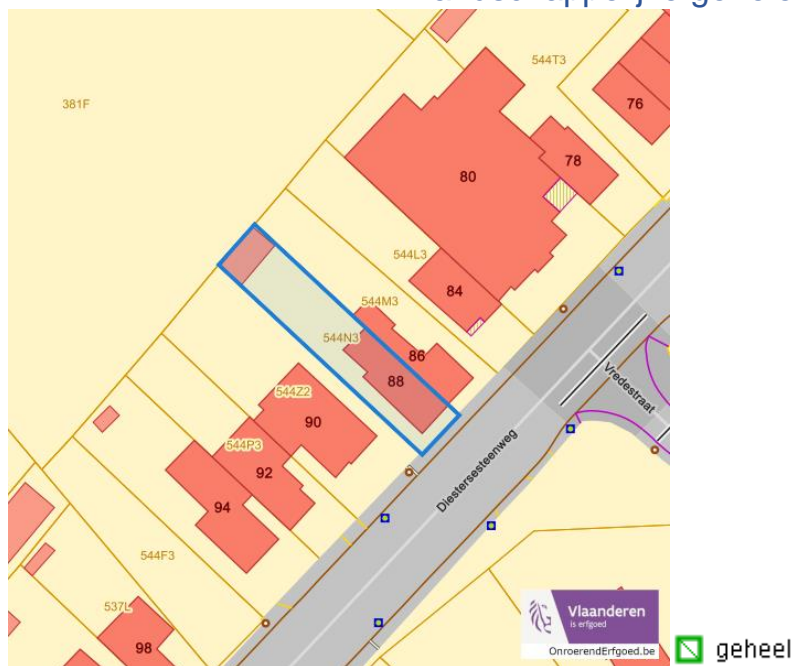 544T3
381F
76
78
80
544L3
84
544M3
544N3
86
88
Vredestraat
544Z2
90
544P3
92
Diestersesteenweg
94
544F3
537L
98
Vlaanderen
is erfgoed
OnroerendErfgoed.be
geheel